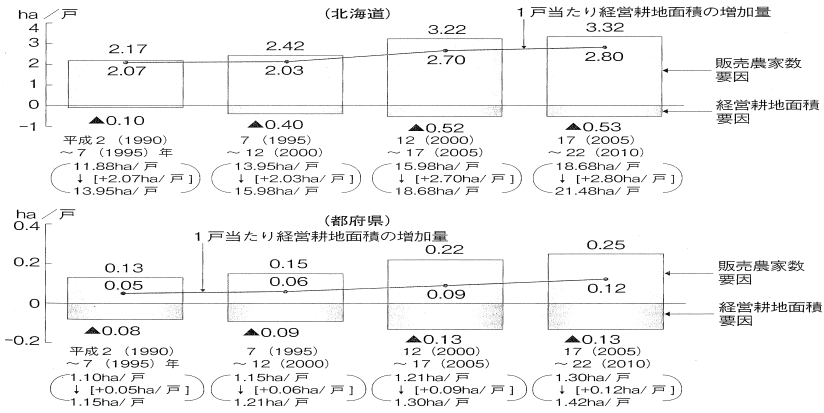 ha／戸
（北海道）
１戸当たり経営耕地面積の増加量
4
3
2
1
0
-1
2.17
2.42
3.22
3.32
2.07
2.03
2.70
2.80
販売農家数
要因
経営耕地面積
要因
▲0.10
▲0.40
▲0.52
▲0.53
平成２（1990）
～７（1995）年
7 （1995）
～12（2000）
12（2000）
～17（2005）
17（2005）
～22（2010）
11.88ha/戸
↓ [+2.07ha/戸]
13.95ha/戸
13.95ha/戸
↓ [+2.03ha/戸]
15.98ha/戸
15.98ha/戸
↓ [+2.70ha/戸]
18.68ha/戸
18.68ha/戸
↓ [+2.80ha/戸]
21.48ha/戸
ha／戸
（都府県）
１戸当たり経営耕地面積の増加量
0.4
0.2
0
-0.2
0.13
0.15
0.22
0.25
0.05
0.06
0.09
0.12
販売農家数
要因
経営耕地面積
要因
▲0.08
▲0.09
▲0.13
▲0.13
平成２（1990）
～７（1995）年
7 （1995）
～12（2000）
12（2000）
～17（2005）
17（2005）
～22（2010）
1.10ha/戸
↓ [+0.05ha/戸]
1.15ha/戸
1.15ha/戸
↓ [+0.06ha/戸]
1.21ha/戸
1.21ha/戸
↓ [+0.09ha/戸]
1.30ha/戸
1.30ha/戸
↓ [+0.12ha/戸]
1.42ha/戸